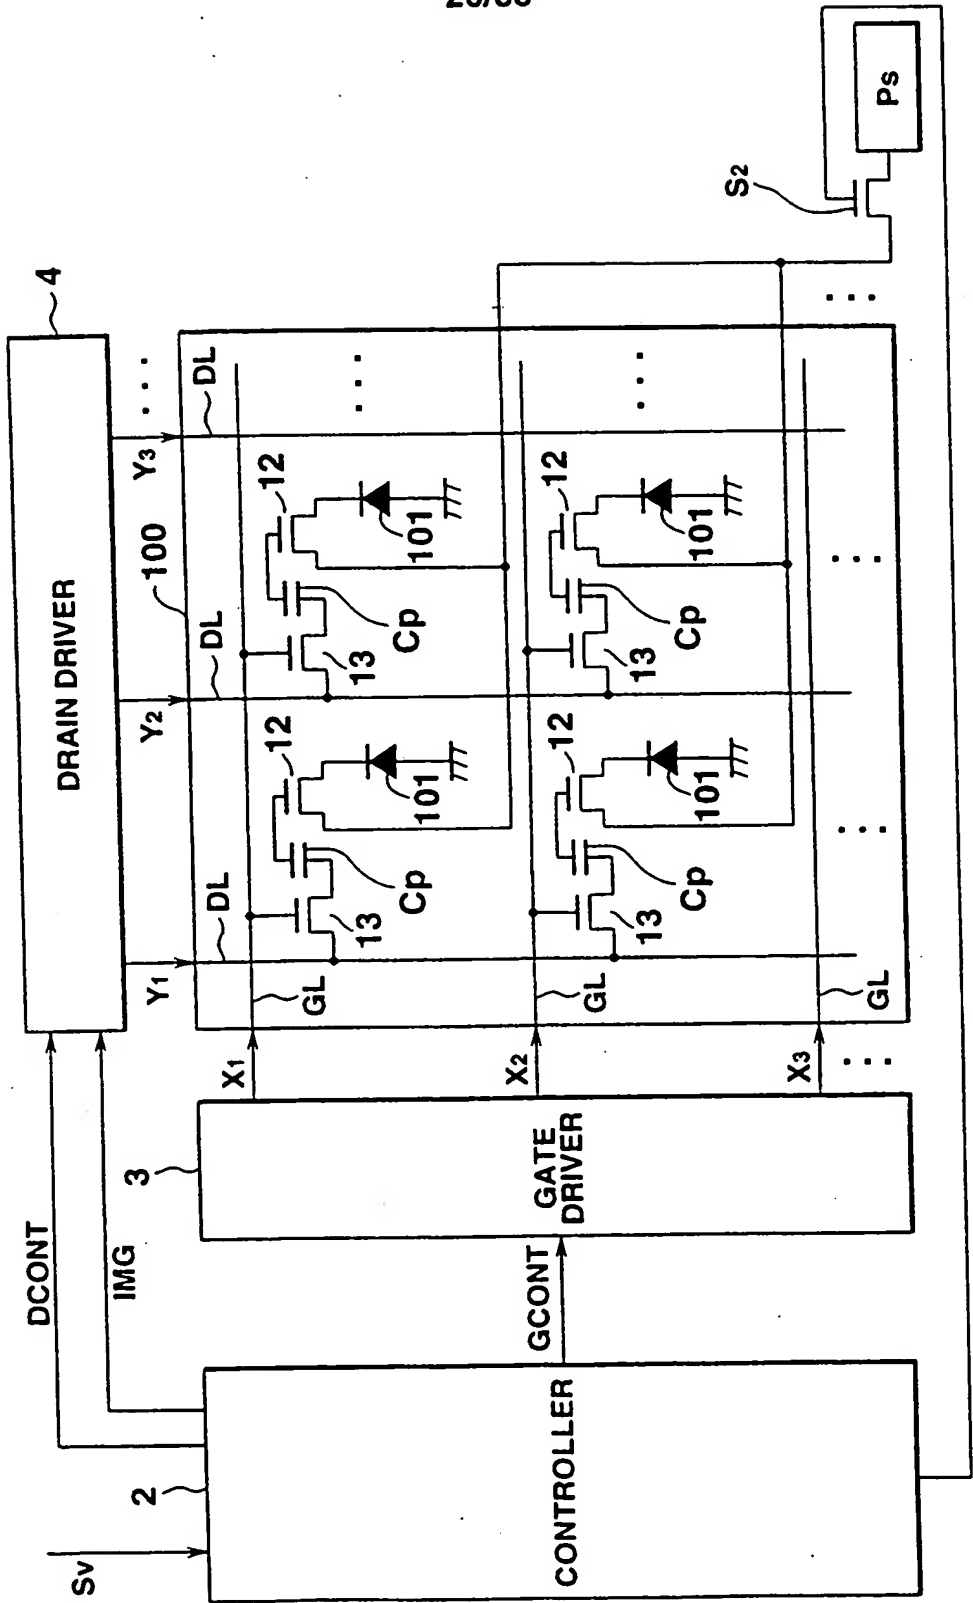 4
DRAIN DRIVER
DCONT
IMG
Y1
Y2
Y3
. . .
100
DL
DL
DL
Sv
2
CONTROLLER
GCONT
3
GATE
DRIVER
X1
X2
X3
. . .
GL
GL
GL
13
Cp
12
101
13
Cp
12
101
. . .
13
Cp
12
101
13
Cp
12
101
. . .
. . .
. . .
. . .
S2
Ps